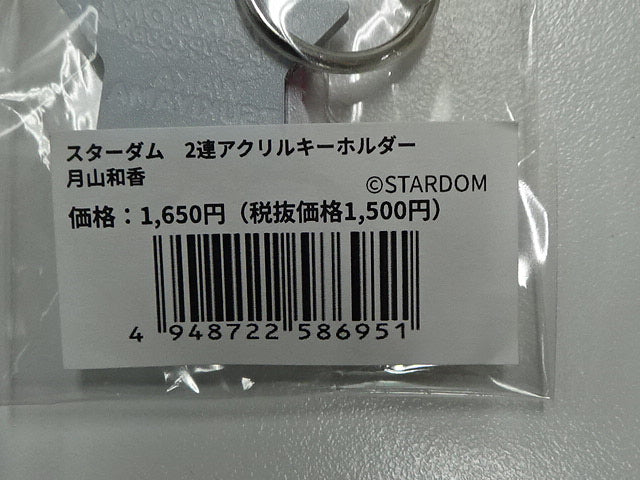 スターダム　2連アクリルキーホルダー
月山和香
©STARDOM
価格：1,650円（税抜価格1,500円）
4 948722 586951